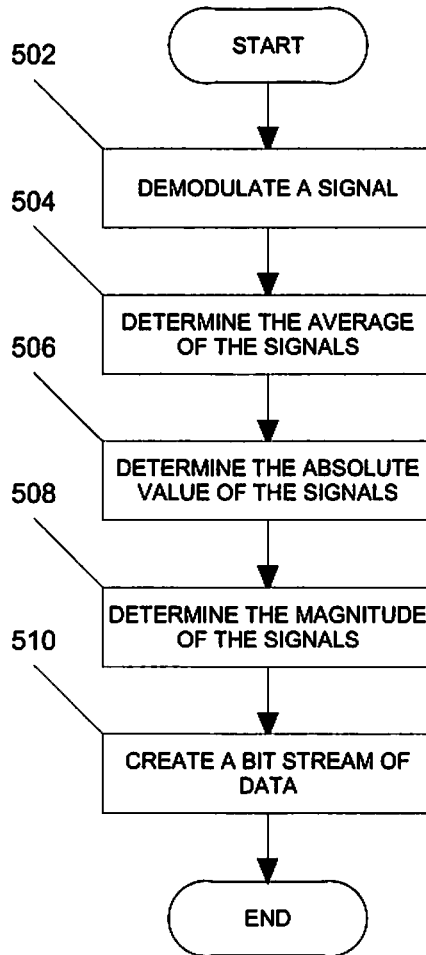 START
502
DEMODULATE A SIGNAL
504
DETERMINE THE AVERAGE
OF THE SIGNALS
506
DETERMINE THE ABSOLUTE
VALUE OF THE SIGNALS
508
DETERMINE THE MAGNITUDE
OF THE SIGNALS
510
CREATE A BIT STREAM OF
DATA
END